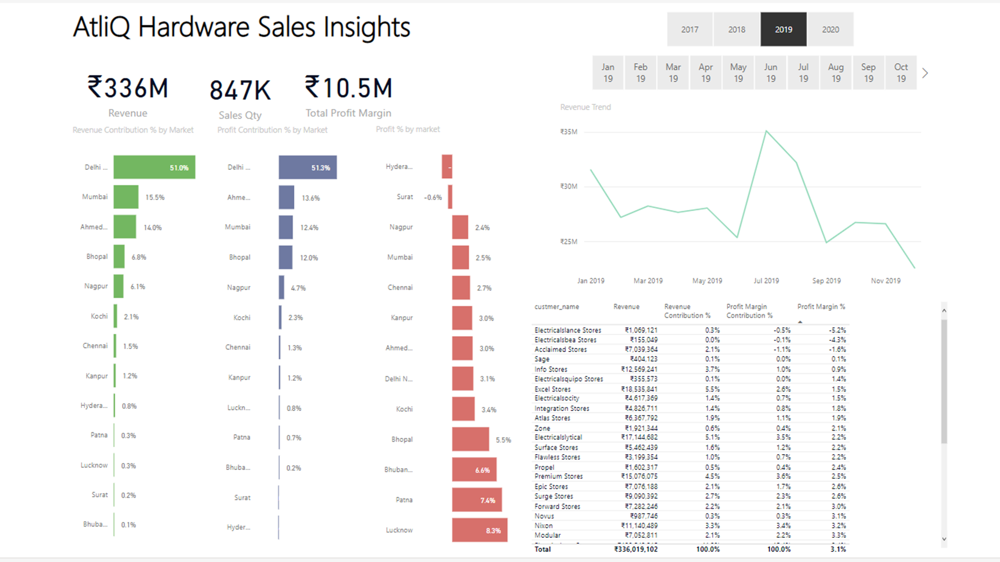 AtliQ Hardware Sales Insights
2017 2018 2019 2020
Jan 19 Feb 19 Mar 19 Apr 19 May 19 Jun 19 Jul 19 Aug 19 Sep 19 Oct 19
₹336M
Revenue
847K
Sales Qty
₹10.5M
Total Profit Margin
Revenue Contribution % by Market
Delhi ... 51.0%
Mumbai 15.5%
Ahmed... 14.0%
Bhopal 6.8%
Nagpur 6.1%
Kochi 2.1%
Chennai 1.5%
Kanpur 1.2%
Hydera... 0.8%
Patna 0.3%
Lucknow 0.3%
Surat 0.2%
Bhuba... 0.1%
Profit Contribution % by Market
Delhi ... 51.3%
Ahme... 13.6%
Mumbai 12.4%
Bhopal 12.0%
Nagpur 4.7%
Kochi 2.3%
Chennai 1.3%
Kanpur 1.2%
Luckn... 0.8%
Patna 0.7%
Bhuba... 0.2%
Surat
Hyder...
Profit % by market
Hydera... -
Surat -0.6%
Nagpur 2.4%
Mumbai 2.5%
Chennai 2.7%
Kanpur 3.0%
Ahmed... 3.0%
Delhi N... 3.1%
Kochi 3.4%
Bhopal 5.5%
Bhuban... 6.6%
Patna 7.4%
Lucknow 8.3%
Revenue Trend
₹35M
₹30M
₹25M
Jan 2019 Mar 2019 May 2019 Jul 2019 Sep 2019 Nov 2019
custmer_name Revenue Revenue Contribution % Profit Margin Contribution % Profit Margin %
Electricalslance Stores ₹1,069,121 0.3% -0.5% -5.2%
Electricalsbea Stores ₹155,049 0.0% -0.1% -4.3%
Acclaimed Stores ₹7,039,364 2.1% -1.1% -1.6%
Sage ₹404,123 0.1% 0.0% 0.1%
Info Stores ₹12,569,241 3.7% 1.0% 0.9%
Electricalsquipo Stores ₹355,573 0.1% 0.0% 1.4%
Excel Stores ₹18,535,841 5.5% 2.6% 1.5%
Electricalsocity ₹4,617,369 1.4% 0.7% 1.5%
Integration Stores ₹4,826,711 1.4% 0.8% 1.8%
Atlas Stores ₹6,367,792 1.9% 1.1% 1.9%
Zone ₹1,921,344 0.6% 0.4% 2.1%
Electricalslytical ₹17,144,682 5.1% 3.5% 2.2%
Surface Stores ₹5,462,439 1.6% 1.2% 2.2%
Flawless Stores ₹3,199,354 1.0% 0.7% 2.2%
Propel ₹1,602,317 0.5% 0.4% 2.4%
Premium Stores ₹15,076,075 4.5% 3.6% 2.5%
Epic Stores ₹7,076,188 2.1% 1.7% 2.6%
Surge Stores ₹9,090,392 2.7% 2.3% 2.6%
Forward Stores ₹7,282,246 2.2% 2.1% 3.0%
Novus ₹987,746 0.3% 0.3% 3.1%
Nixon ₹11,140,489 3.3% 3.4% 3.2%
Modular ₹7,052,811 2.1% 2.2% 3.3%
Total ₹336,019,102 100.0% 100.0% 3.1%